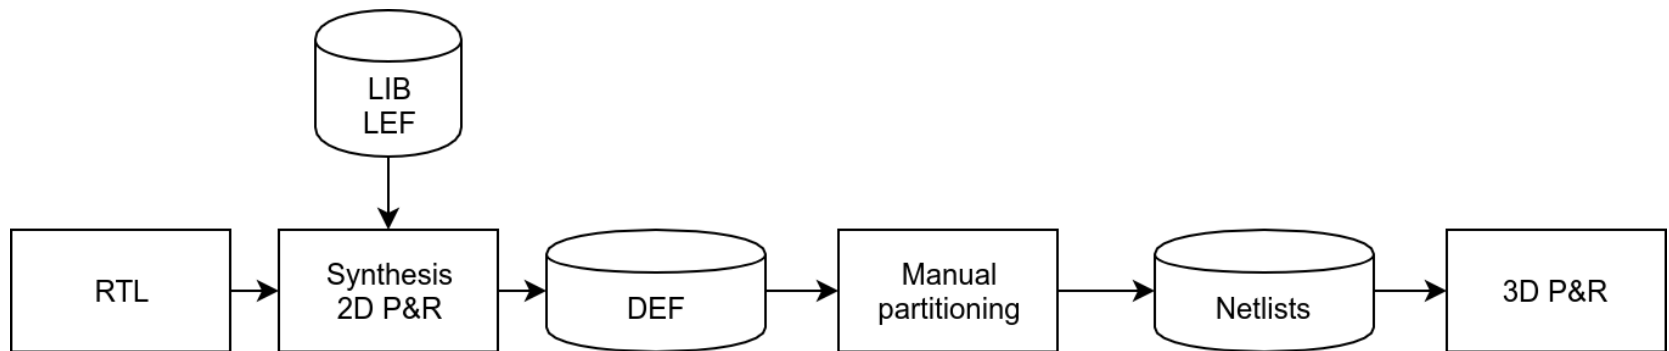 LIB
LEF
RTL
Synthesis
2D P&R
DEF
Manual
partitioning
Netlists
3D P&R